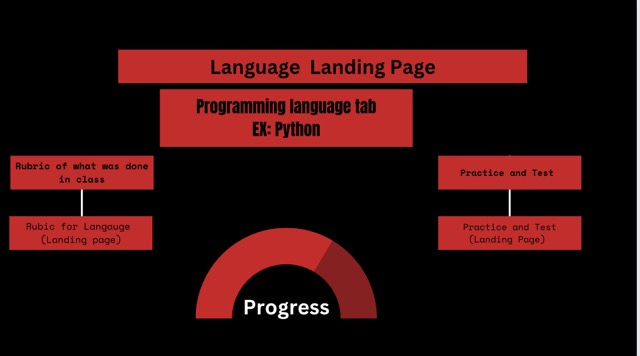 Language Landing Page
Programming language tab
EX: Python
Rubric of what was done
in class
Practice and Test
Rubic for Langauge
(Landing page)
Practice and Test
(Landing Page)
Progress